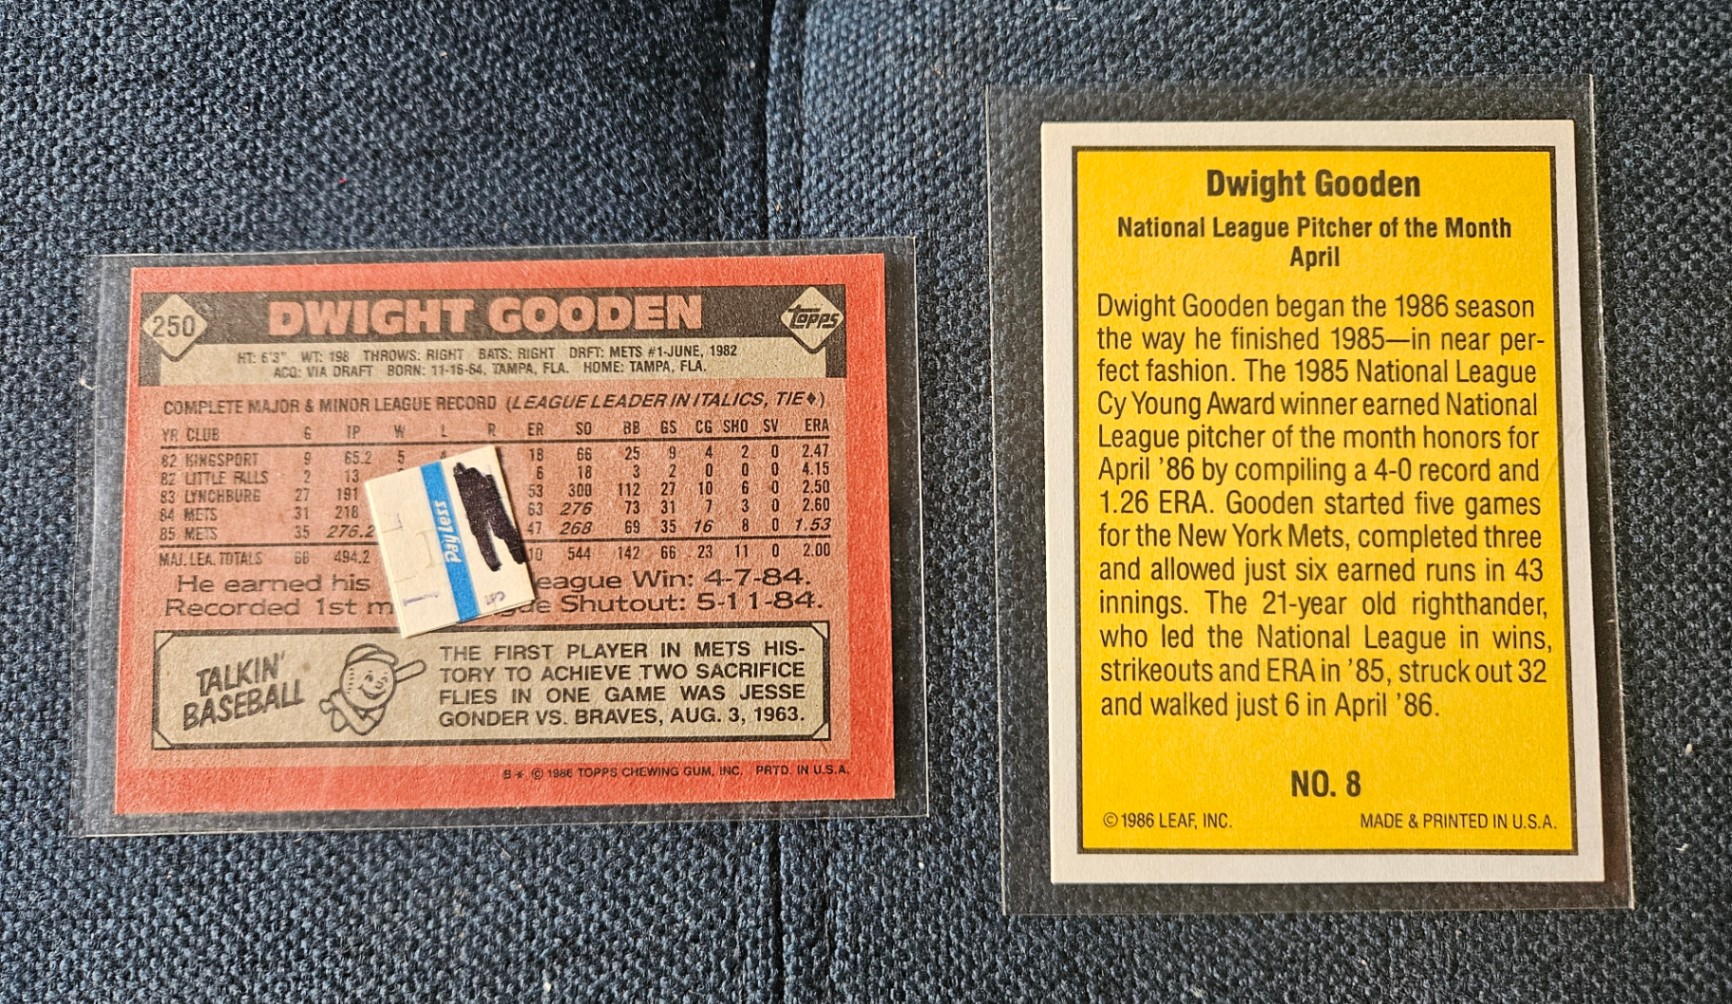 250
DWIGHT GOODEN
topps
HT: 6'3" WT: 198 THROWS: RIGHT BATS: RIGHT DRFT: METS #1-JUNE, 1982
ACQ: VIA DRAFT BORN: 11-16-64, TAMPA, FLA. HOME: TAMPA, FLA.
COMPLETE MAJOR & MINOR LEAGUE RECORD (LEAGUE LEADER IN ITALICS, TIE♦)
YR CLUB G IP W L R ER SO BB GS CG SHO SV ERA
82 KINGSPORT 9 65.2 5 18 66 25 9 4 2 0 2.47
82 LITTLE FALLS 2 13 6 18 3 2 0 0 0 4.15
83 LYNCHBURG 27 191 53 300 112 27 10 6 0 2.50
84 METS 31 218 63 276 73 31 7 3 0 2.60
85 METS 35 276.2 47 268 69 35 16 8 0 1.53
MAJ. LEA. TOTALS 66 494.2 10 544 142 66 23 11 0 2.00
He earned his eague Win: 4-7-84.
Recorded 1st m ue Shutout: 5-11-84.
Pay less
TALKIN'
BASEBALL
THE FIRST PLAYER IN METS HIS-
TORY TO ACHIEVE TWO SACRIFICE
FLIES IN ONE GAME WAS JESSE
GONDER VS. BRAVES, AUG. 3, 1963.
B* © 1986 TOPPS CHEWING GUM, INC. PRTD. IN U.S.A.
Dwight Gooden
National League Pitcher of the Month
April
Dwight Gooden began the 1986 season
the way he finished 1985—in near per-
fect fashion. The 1985 National League
Cy Young Award winner earned National
League pitcher of the month honors for
April '86 by compiling a 4-0 record and
1.26 ERA. Gooden started five games
for the New York Mets, completed three
and allowed just six earned runs in 43
innings. The 21-year old righthander,
who led the National League in wins,
strikeouts and ERA in '85, struck out 32
and walked just 6 in April '86.
NO. 8
© 1986 LEAF, INC. MADE & PRINTED IN U.S.A.